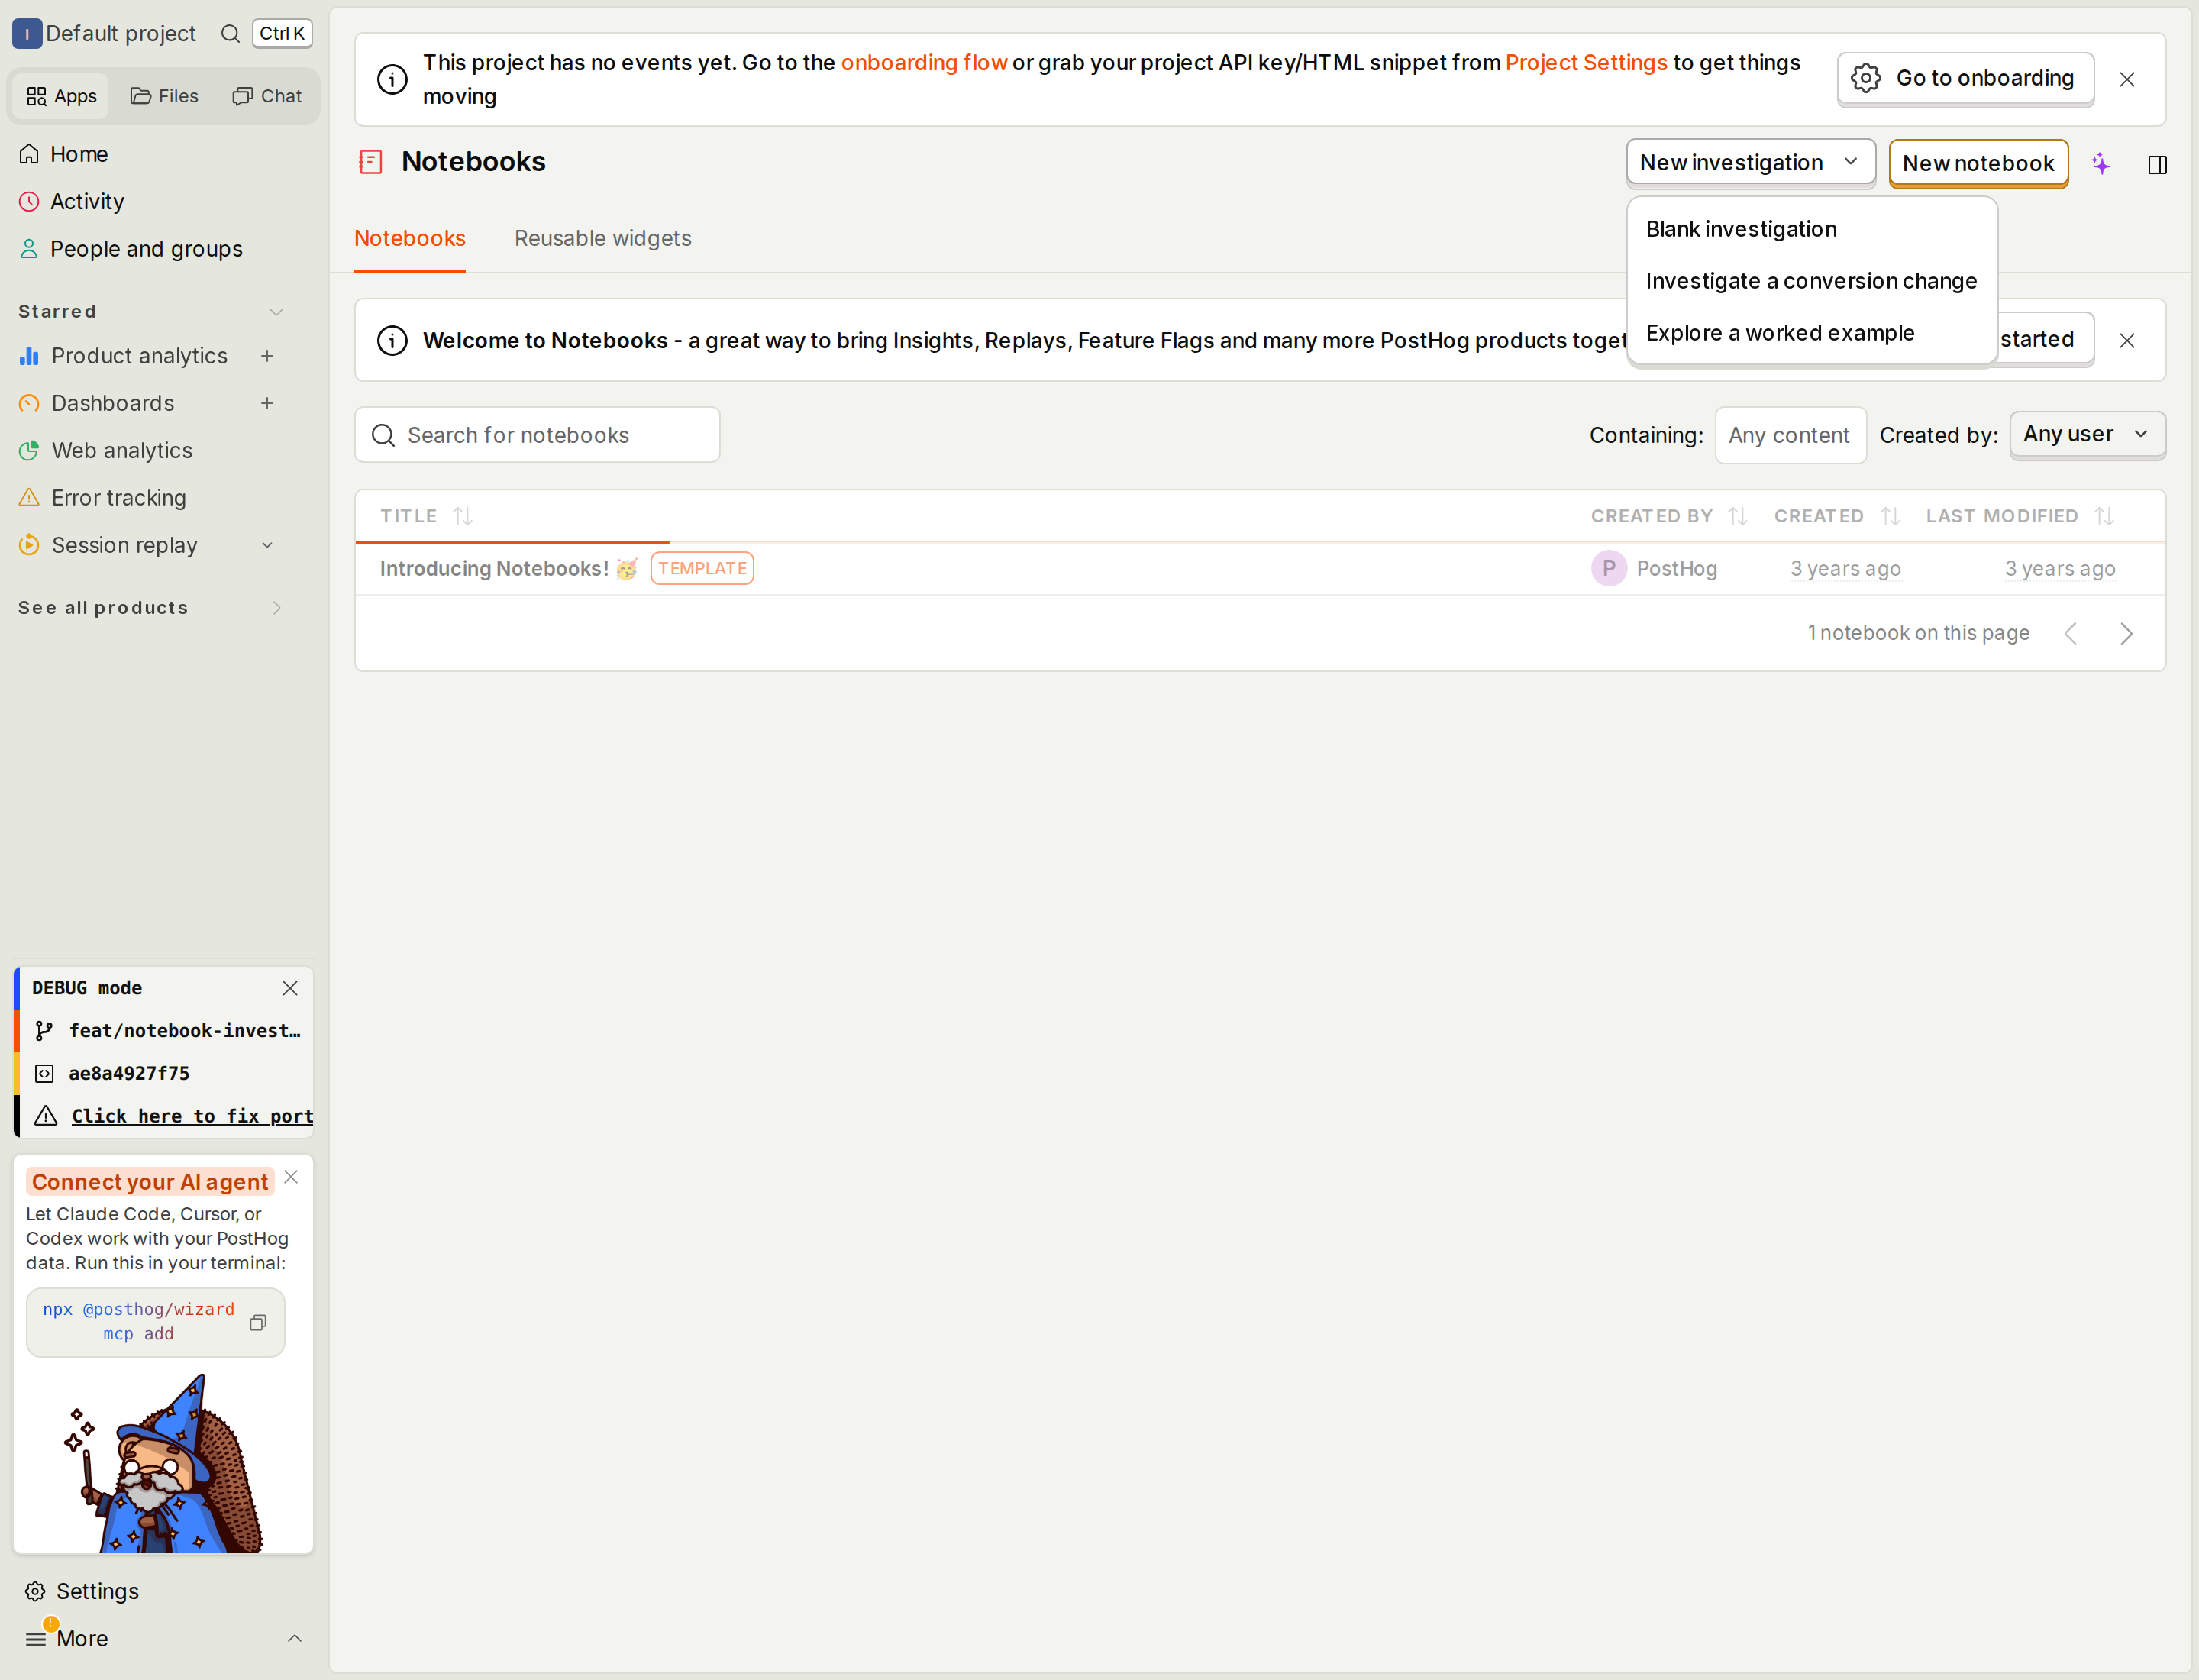 I Default project Ctrl K
Apps Files Chat
Home
Activity
People and groups
Starred
Product analytics
Dashboards
Web analytics
Error tracking
Session replay
See all products
DEBUG mode
feat/notebook-invest…
ae8a4927f75
Click here to fix port
Connect your AI agent
Let Claude Code, Cursor, or
Codex work with your PostHog
data. Run this in your terminal:
npx @posthog/wizard
mcp add
Settings
More
This project has no events yet. Go to the onboarding flow or grab your project API key/HTML snippet from Project Settings to get things
moving
Go to onboarding
Notebooks
New investigation
New notebook
Blank investigation
Investigate a conversion change
Explore a worked example
Notebooks Reusable widgets
Welcome to Notebooks - a great way to bring Insights, Replays, Feature Flags and many more PostHog products toget
started
Search for notebooks
Containing: Any content Created by: Any user
TITLE CREATED BY CREATED LAST MODIFIED
Introducing Notebooks! 🥳 TEMPLATE P PostHog 3 years ago 3 years ago
1 notebook on this page